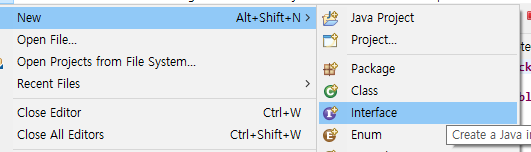 New Alt+Shift+N
Java Project
Open File...
Project...
Open Projects from File System...
Package
Recent Files
Class
Close Editor Ctrl+W
Interface
Close All Editors Ctrl+Shift+W
Enum
Create a Java in